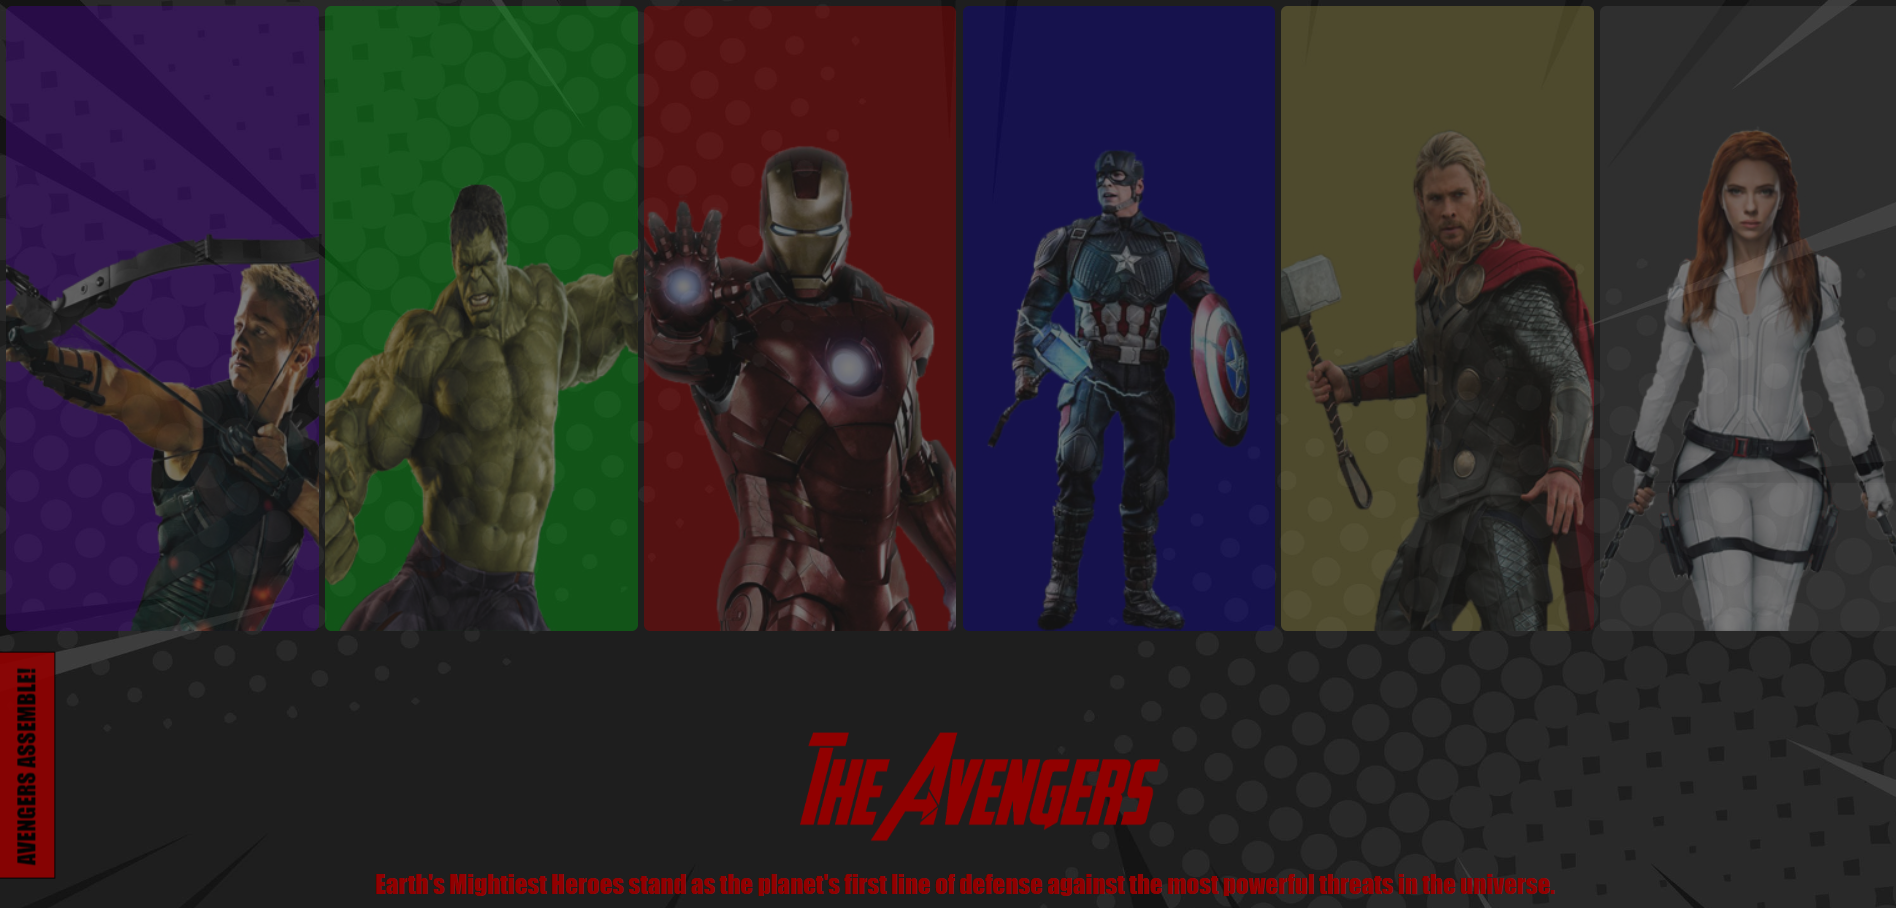 AVENGERS ASSEMBLE!
THE AVENGERS
Earth's Mightiest Heroes stand as the planet's first line of defense against the most powerful threats in the universe.